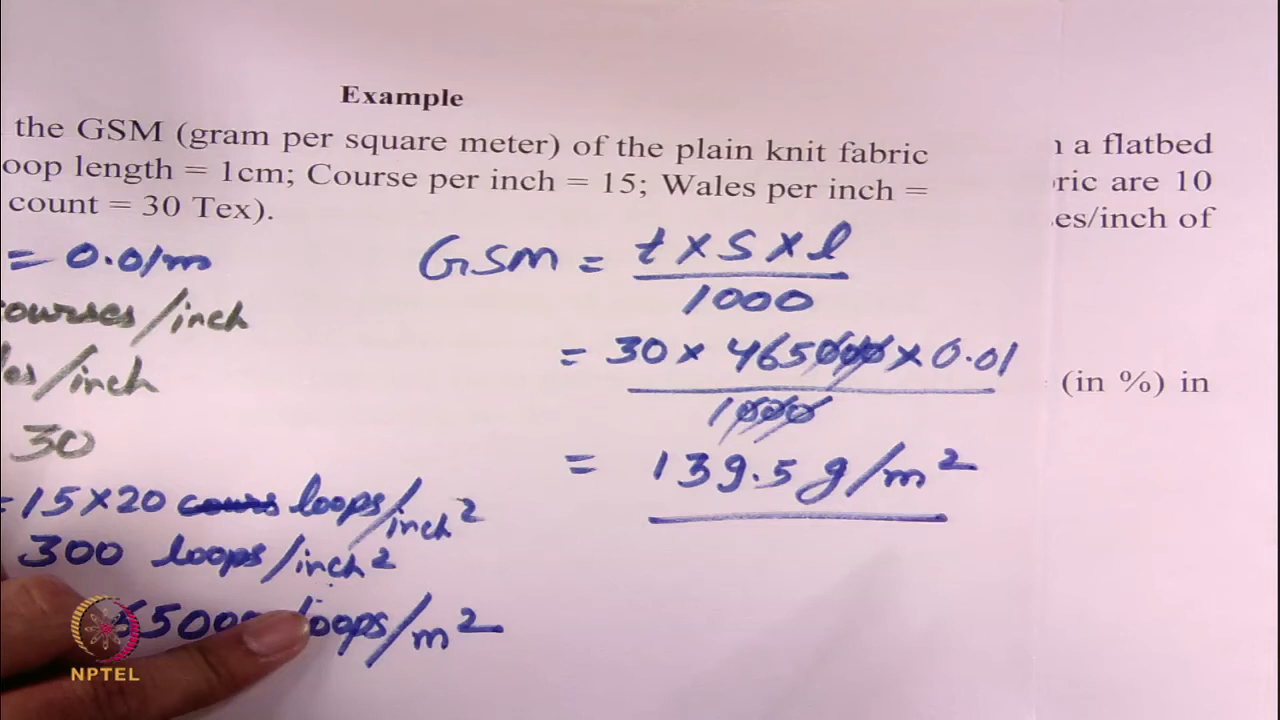 Example
the GSM (gram per square meter) of the plain knit fabric
oop length = 1cm; Course per inch = 15; Wales per inch =
count = 30 Tex).
= 0.01m
ourses/inch
les/inch
30
= 15 × 20 loops/inch²
300 loops/inch²
loops/m²
GSM = t × S × l
1000
= 30 × 465000 × 0.01
1000
= 139.5 g/m²
a flatbed
ric are 10
es/inch of
(in %) in
NPTEL